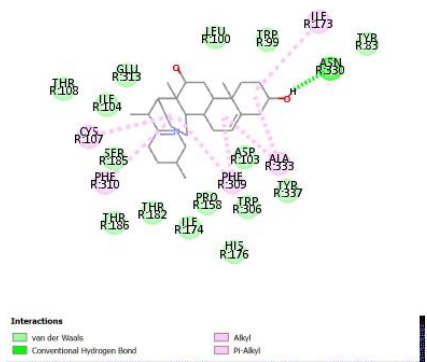 ILE
R:173
LEU
R:100
TRP
R:99
TYR
R:83
ASN
R:330
O
H
O
GLU
R:313
THR
R:108
ILE
R:104
CYS
R:107
N
SER
R:185
ASP
R:103
ALA
R:333
PHE
R:310
PHE
R:309
TYR
R:337
PRO
R:158
TRP
R:306
THR
R:182
THR
R:186
ILE
R:174
HIS
R:176
Interactions
van der Waals
Conventional Hydrogen Bond
Alkyl
Pi-Alkyl